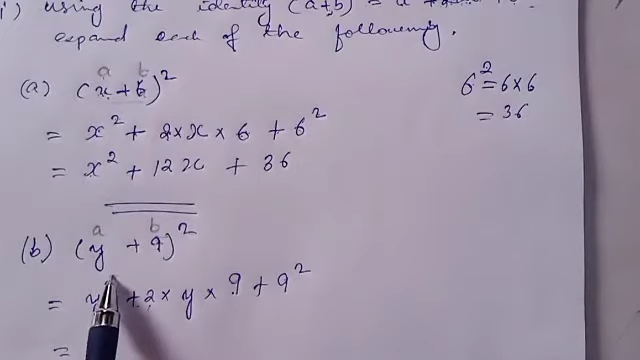 i) using the identity (a+b)
expand each of the following.
a b
(a) (x+6)²
6² = 6×6
= x² + 2×x×6 + 6²
= 36
= x² + 12x + 36
a b
(b) (y + 9)²
= y + 2×y×9 + 9²
=